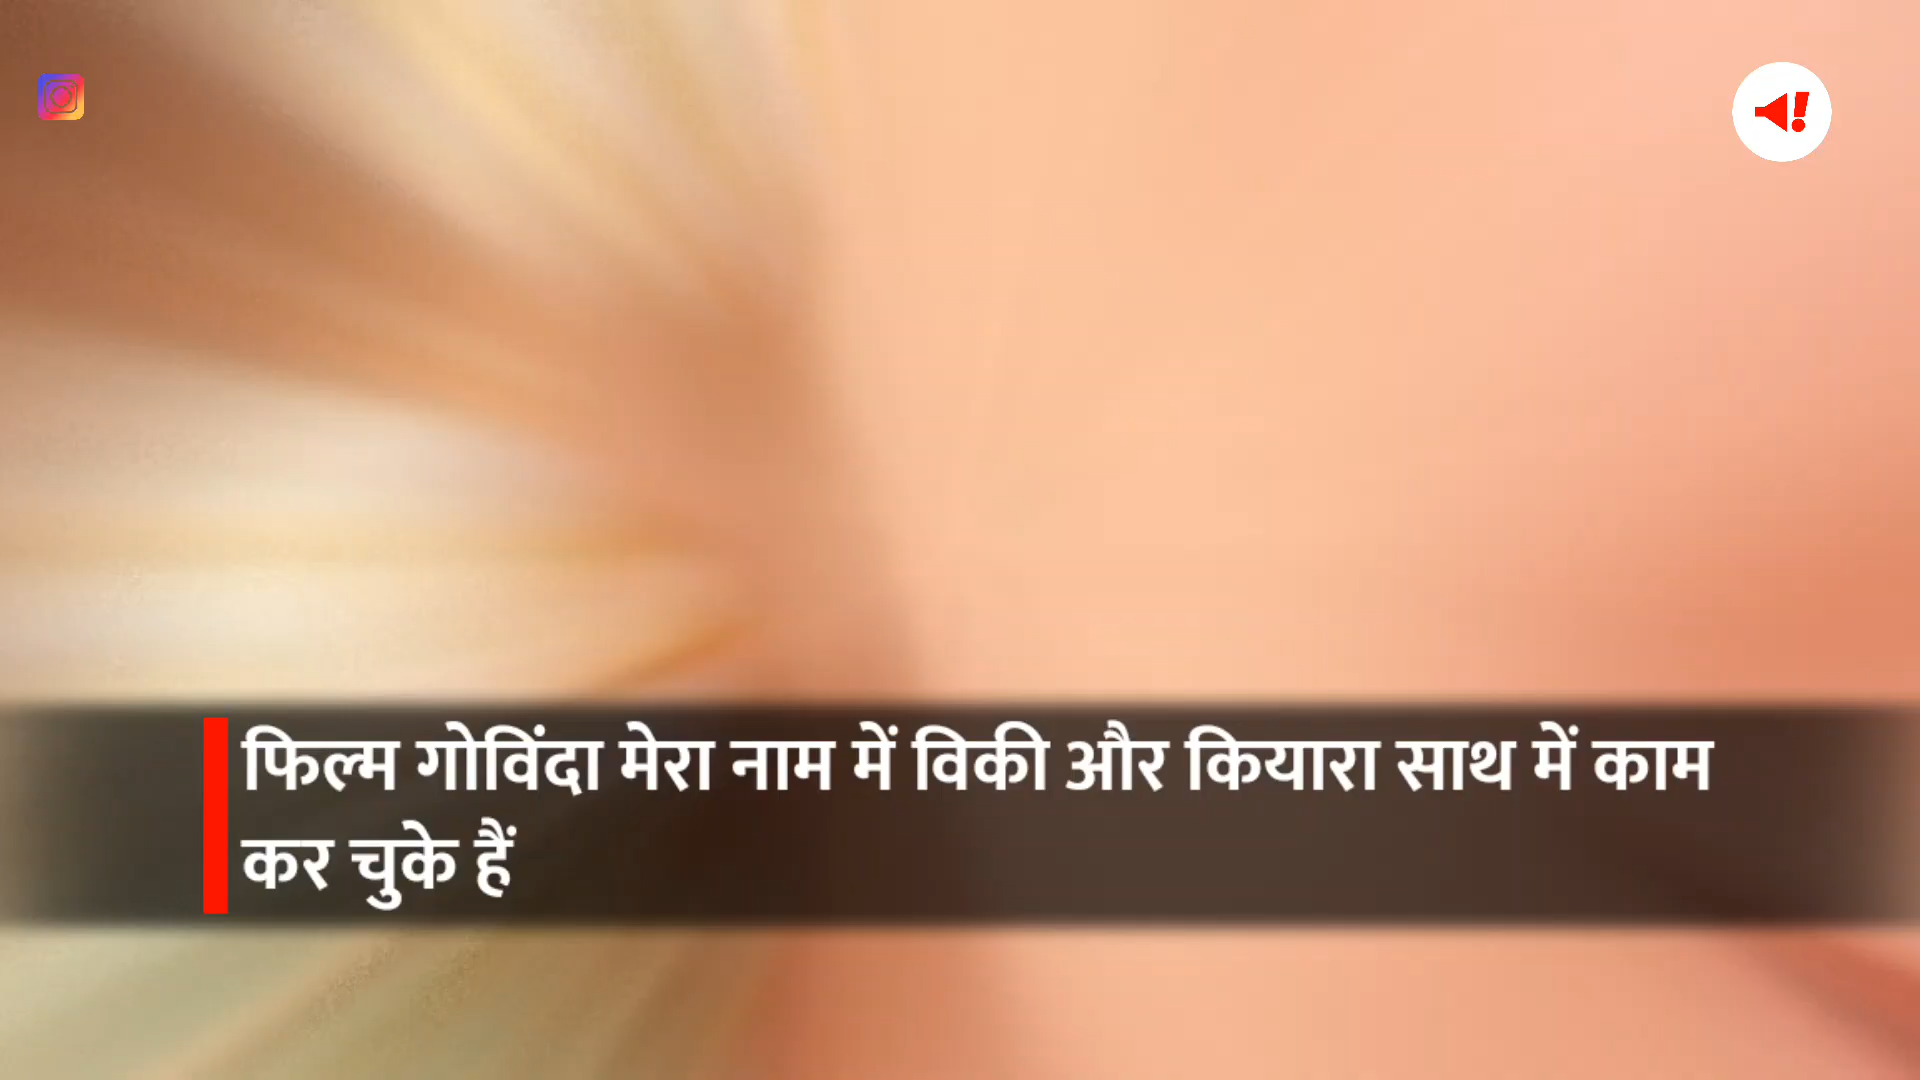 फिल्म गोविंदा मेरा नाम में विकी और कियारा साथ में काम
कर चुके हैं